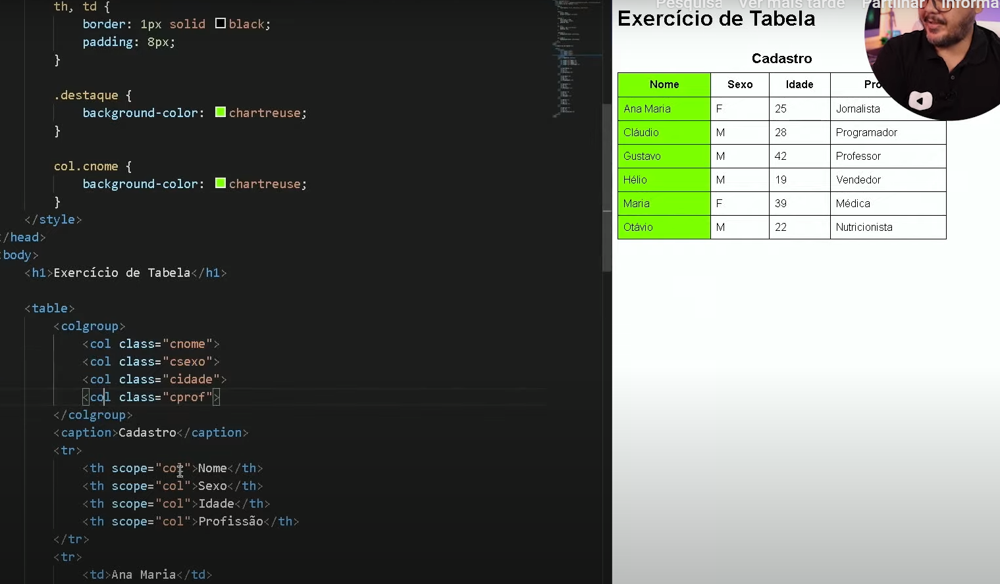 th, td {
border: 1px solid black;
padding: 8px;
}
.destaque {
background-color: chartreuse;
}
col.cnome {
background-color: chartreuse;
}
</style>
/head>
body>
<h1>Exercício de Tabela</h1>
<table>
<colgroup>
<col class="cnome">
<col class="csexo">
<col class="cidade">
<col class="cprof">
</colgroup>
<caption>Cadastro</caption>
<tr>
<th scope="col">Nome</th>
<th scope="col">Sexo</th>
<th scope="col">Idade</th>
<th scope="col">Profissão</th>
</tr>
<tr>
<td>Ana Maria</td>
Pesquisa Ver mais tarde Partilhar Informa
Exercício de Tabela
Cadastro
Nome Sexo Idade Pro
Ana Maria F 25 Jornalista
Cláudio M 28 Programador
Gustavo M 42 Professor
Hélio M 19 Vendedor
Maria F 39 Médica
Otávio M 22 Nutricionista